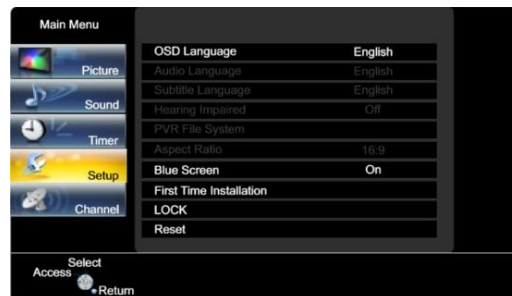 Main Menu
Picture
Sound
Timer
Setup
Channel
OSD Language English
Audio Language English
Subtitle Language English
Hearing Impaired Off
PVR File System
Aspect Ratio 16:9
Blue Screen On
First Time Installation
LOCK
Reset
Select
Access
Return